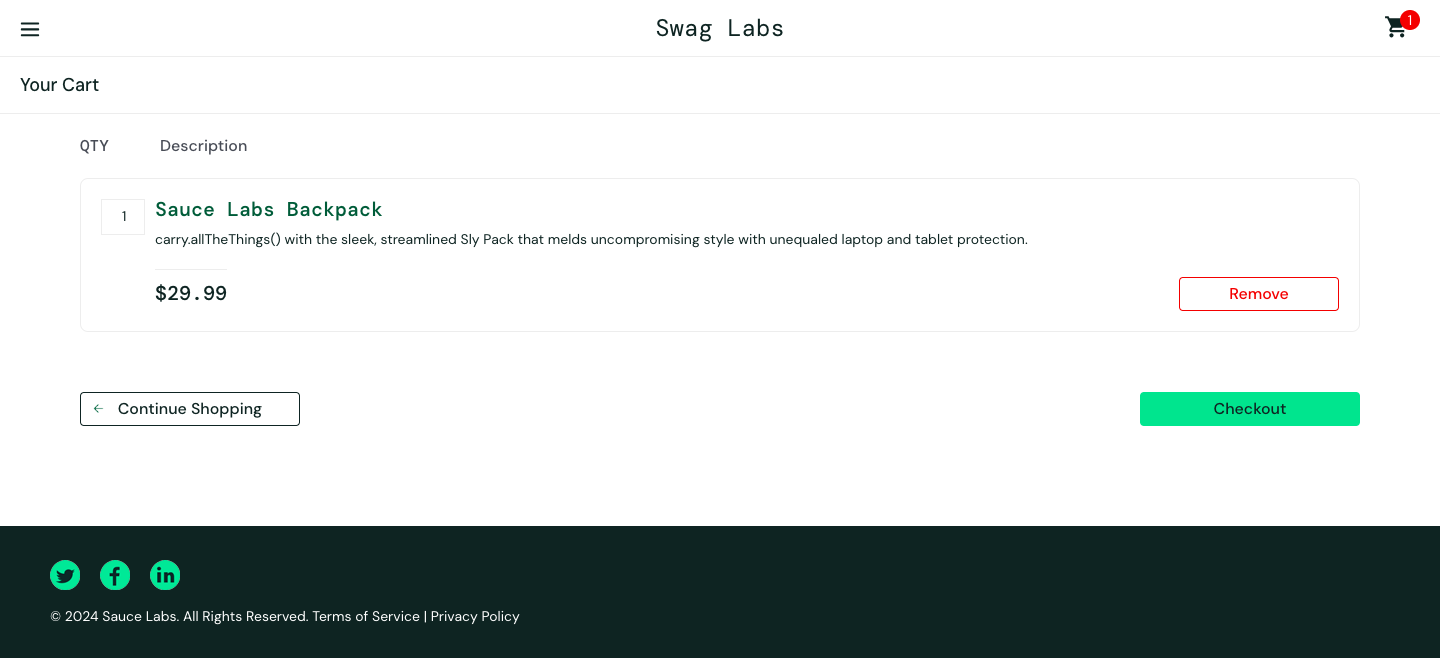 Swag Labs
1
Your Cart
QTY Description
1
Sauce Labs Backpack
carry.allTheThings() with the sleek, streamlined Sly Pack that melds uncompromising style with unequaled laptop and tablet protection.
$29.99
Remove
Continue Shopping
Checkout
© 2024 Sauce Labs. All Rights Reserved. Terms of Service | Privacy Policy